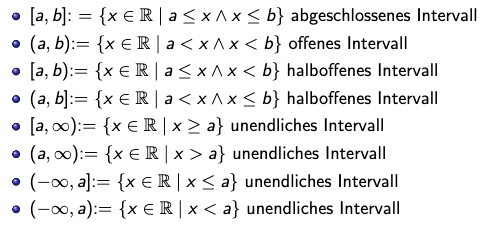 [a, b]: = {x ∈ ℝ | a ≤ x ∧ x ≤ b} abgeschlossenes Intervall
(a, b):= {x ∈ ℝ | a < x ∧ x < b} offenes Intervall
[a, b):= {x ∈ ℝ | a ≤ x ∧ x < b} halboffenes Intervall
(a, b]:= {x ∈ ℝ | a < x ∧ x ≤ b} halboffenes Intervall
[a, ∞):= {x ∈ ℝ | x ≥ a} unendliches Intervall
(a, ∞):= {x ∈ ℝ | x > a} unendliches Intervall
(−∞, a]:= {x ∈ ℝ | x ≤ a} unendliches Intervall
(−∞, a):= {x ∈ ℝ | x < a} unendliches Intervall